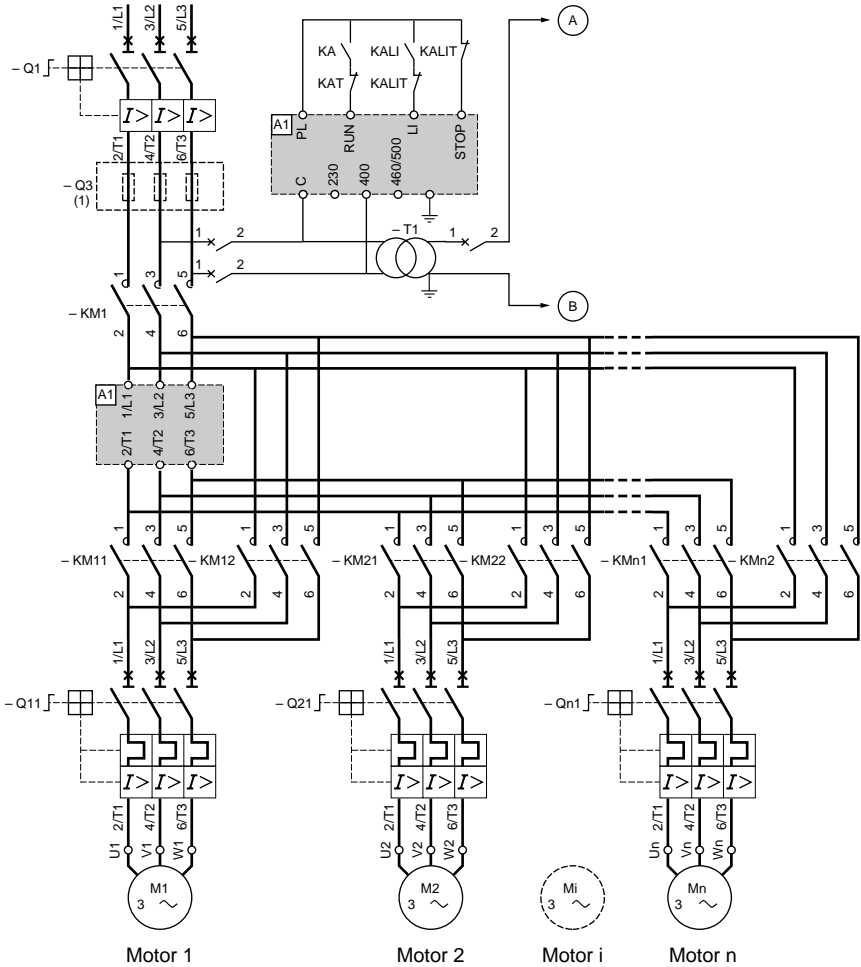 1/L1 3/L2 5/L3
– Q1
I> I> I>
2/T1 4/T2 6/T3
– Q3
(1)
KA KALI KALIT
KAT KALIT
A1 PL RUN LI STOP
C 230 400 460/500
A
1 2 – T1 1 2
1 2
B
1 3 5
– KM1
2 4 6
A1 1/L1 3/L2 5/L3
2/T1 4/T2 6/T3
1 3 5 1 3 5 1 3 5 1 3 5 1 3 5 1 3 5
– KM11 – KM12 – KM21 – KM22 – KMn1 – KMn2
2 4 6 2 4 6 2 4 6 2 4 6 2 4 6 2 4 6
1/L1 3/L2 5/L3 1/L1 3/L2 5/L3 1/L1 3/L2 5/L3
– Q11 – Q21 – Qn1
I> I> I> I> I> I> I> I> I>
2/T1 4/T2 6/T3 2/T1 4/T2 6/T3 2/T1 4/T2 6/T3
U1 V1 W1 U2 V2 W2 Un Vn Wn
M1 M2 Mi Mn
3 3 3 3
Motor 1 Motor 2 Motor i Motor n